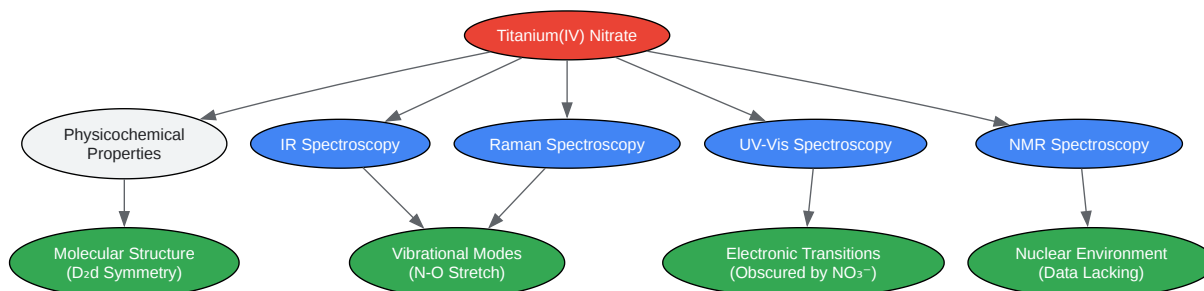 Titanium(IV) Nitrate
Physicochemical
Properties
IR Spectroscopy
Raman Spectroscopy
UV-Vis Spectroscopy
NMR Spectroscopy
Molecular Structure
(D₂d Symmetry)
Vibrational Modes
(N-O Stretch)
Electronic Transitions
(Obscured by NO₃⁻)
Nuclear Environment
(Data Lacking)